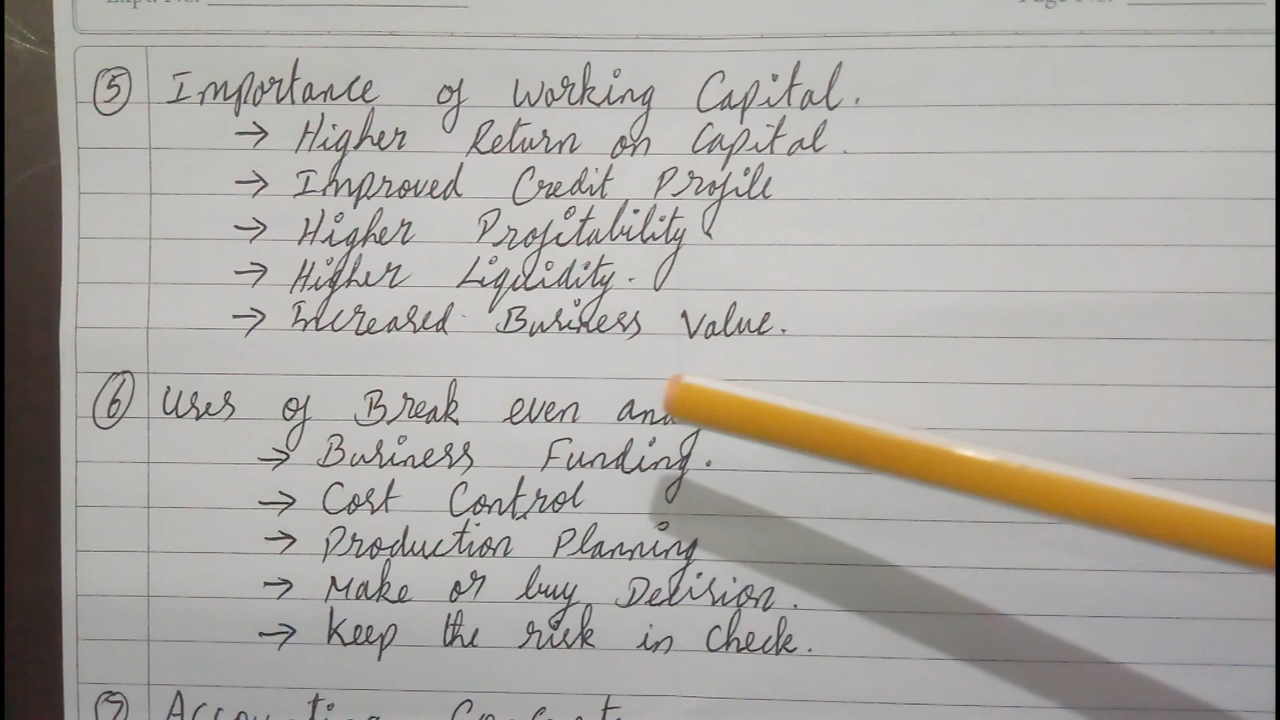 ⑤ Importance of Working Capital.
→ Higher Return on Capital.
→ Improved Credit Profile
→ Higher Profitability
→ Higher Liquidity.
→ Increased Business Value.
⑥ Uses of Break even
→ Business Funding.
→ Cost Control
→ Production Planning
→ Make or buy Decision.
→ Keep the risk in check.
⑦ Accounting